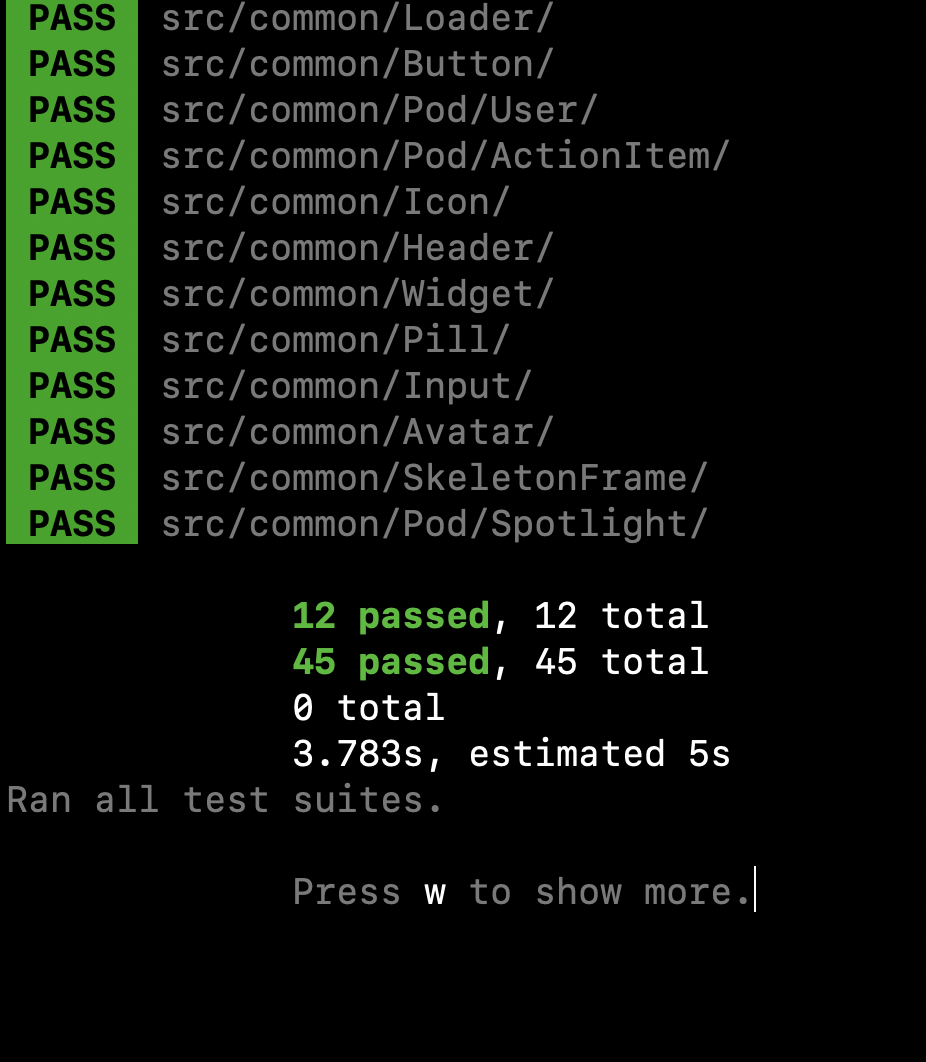 PASS src/common/Loader/
PASS src/common/Button/
PASS src/common/Pod/User/
PASS src/common/Pod/ActionItem/
PASS src/common/Icon/
PASS src/common/Header/
PASS src/common/Widget/
PASS src/common/Pill/
PASS src/common/Input/
PASS src/common/Avatar/
PASS src/common/SkeletonFrame/
PASS src/common/Pod/Spotlight/
12 passed, 12 total
45 passed, 45 total
0 total
3.783s, estimated 5s
Ran all test suites.
Press w to show more.